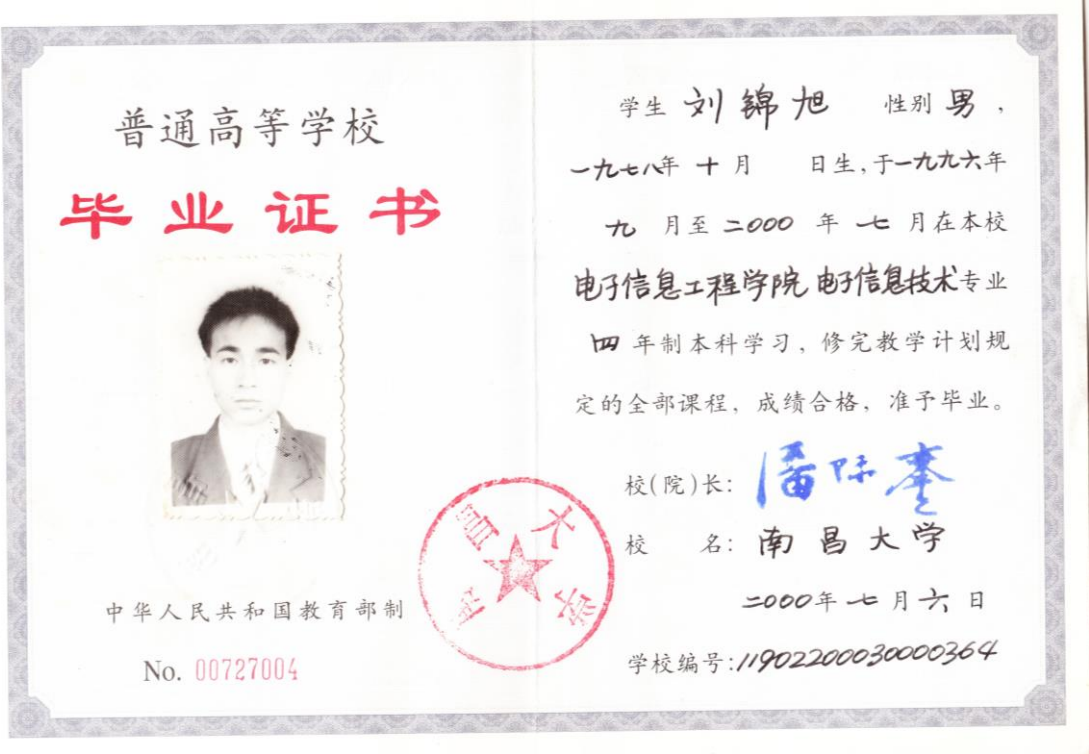 普通高等学校
毕业证书
中华人民共和国教育部制
No. 00727004
学生 刘锦旭 性别 男,
一九七八年 十 月 日生,于一九九六年
九 月至 二000 年 七 月在本校
电子信息工程学院 电子信息技术专业
四 年制本科学习,修完教学计划规
定的全部课程,成绩合格,准予毕业。
校(院)长:
校 名: 南昌大学
二000年 七 月 六 日
学校编号:11902200030000364
南昌大学